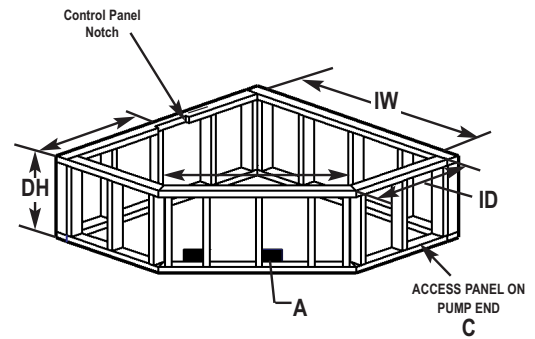 Control Panel
Notch
IW
DH
ID
A
ACCESS PANEL ON
PUMP END
C